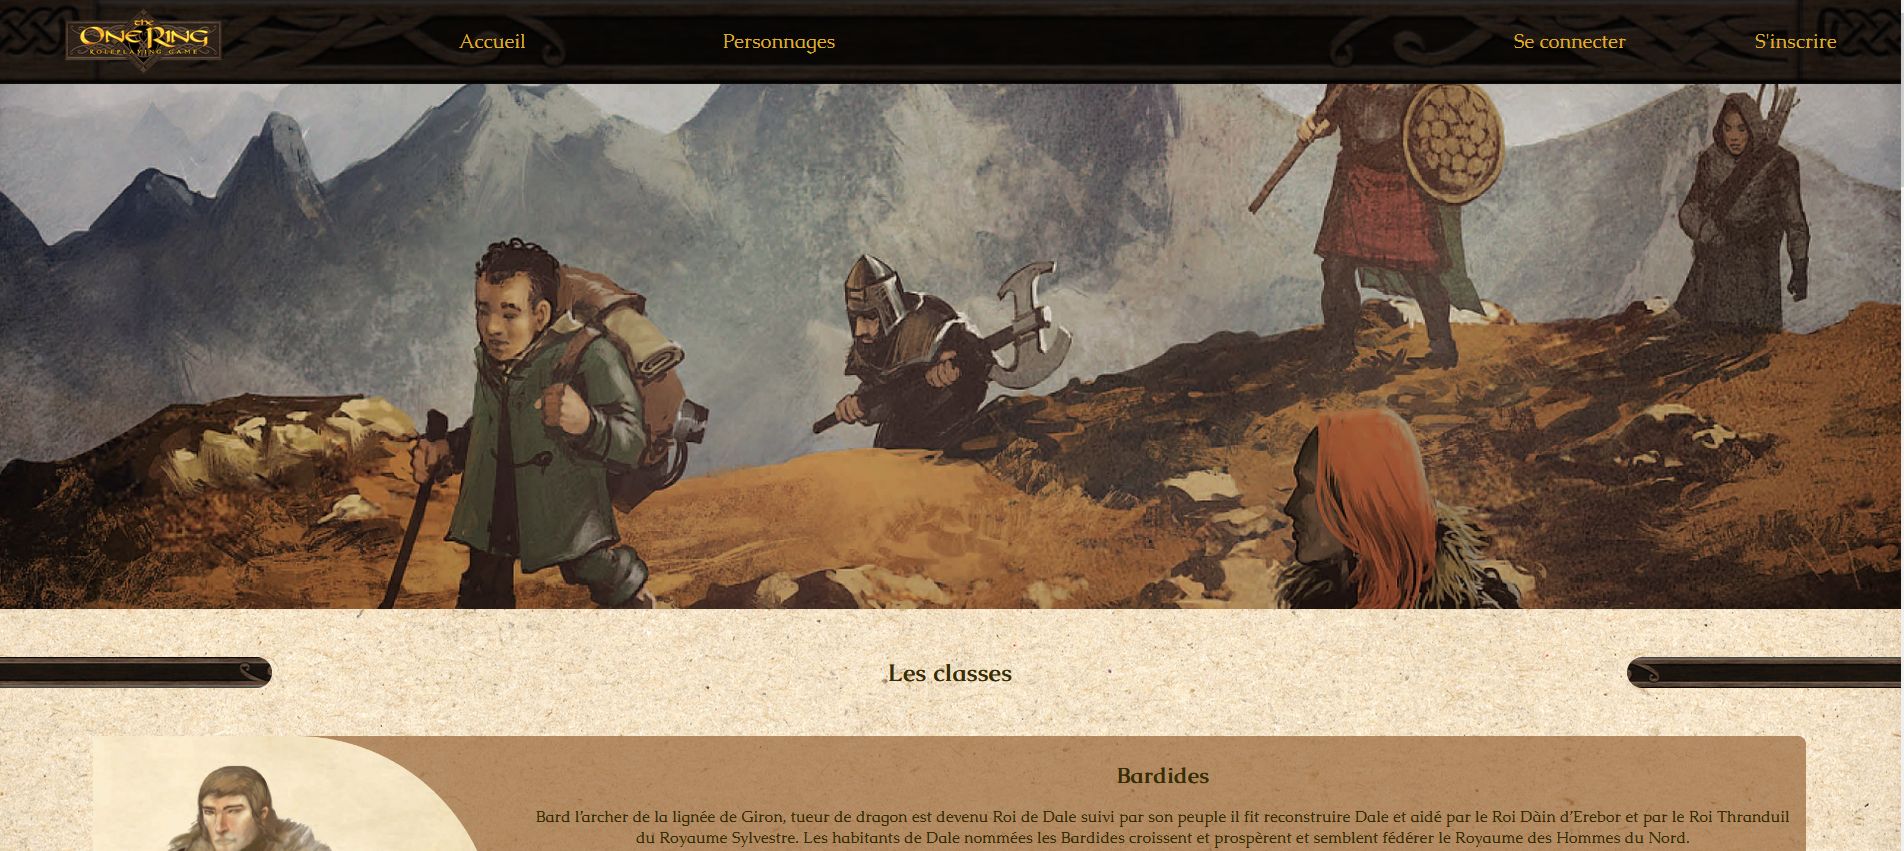 the
ONE RING
ROLEPLAYING GAME
Accueil
Personnages
Se connecter
S'inscrire
Les classes
Bardides
Bard l’archer de la lignée de Giron, tueur de dragon est devenu Roi de Dale suivi par son peuple il fit reconstruire Dale et aidé par le Roi Dàin d’Erebor et par le Roi Thranduil
du Royaume Sylvestre. Les habitants de Dale nommées les Bardides croissent et prospèrent et semblent fédérer le Royaume des Hommes du Nord.